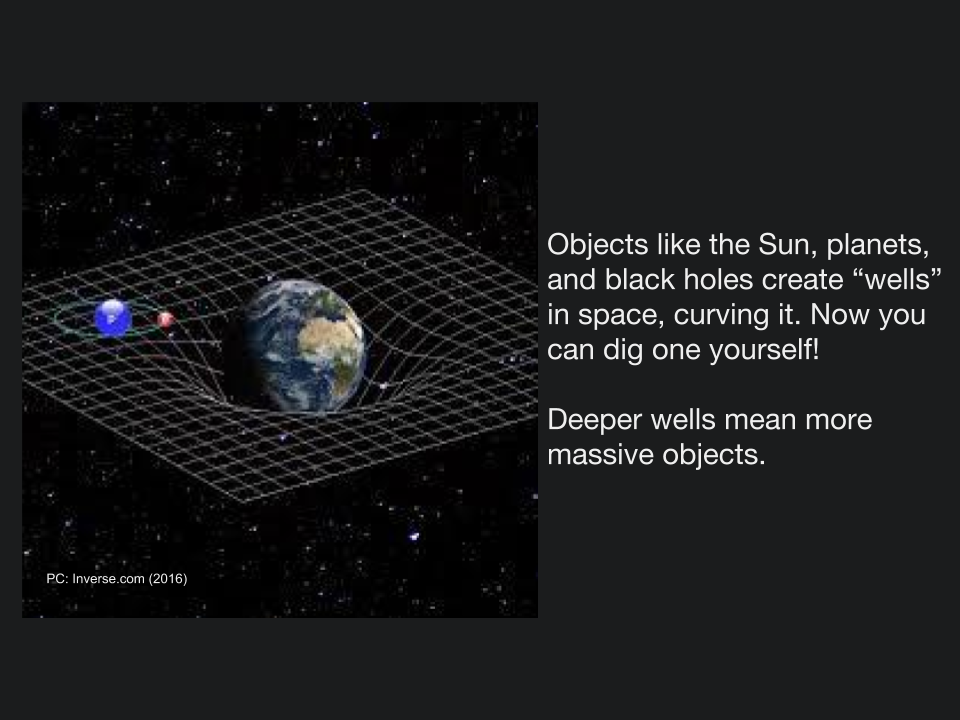 Objects like the Sun, planets,
and black holes create “wells”
in space, curving it. Now you
can dig one yourself!
Deeper wells mean more
massive objects.
PC: Inverse.com (2016)